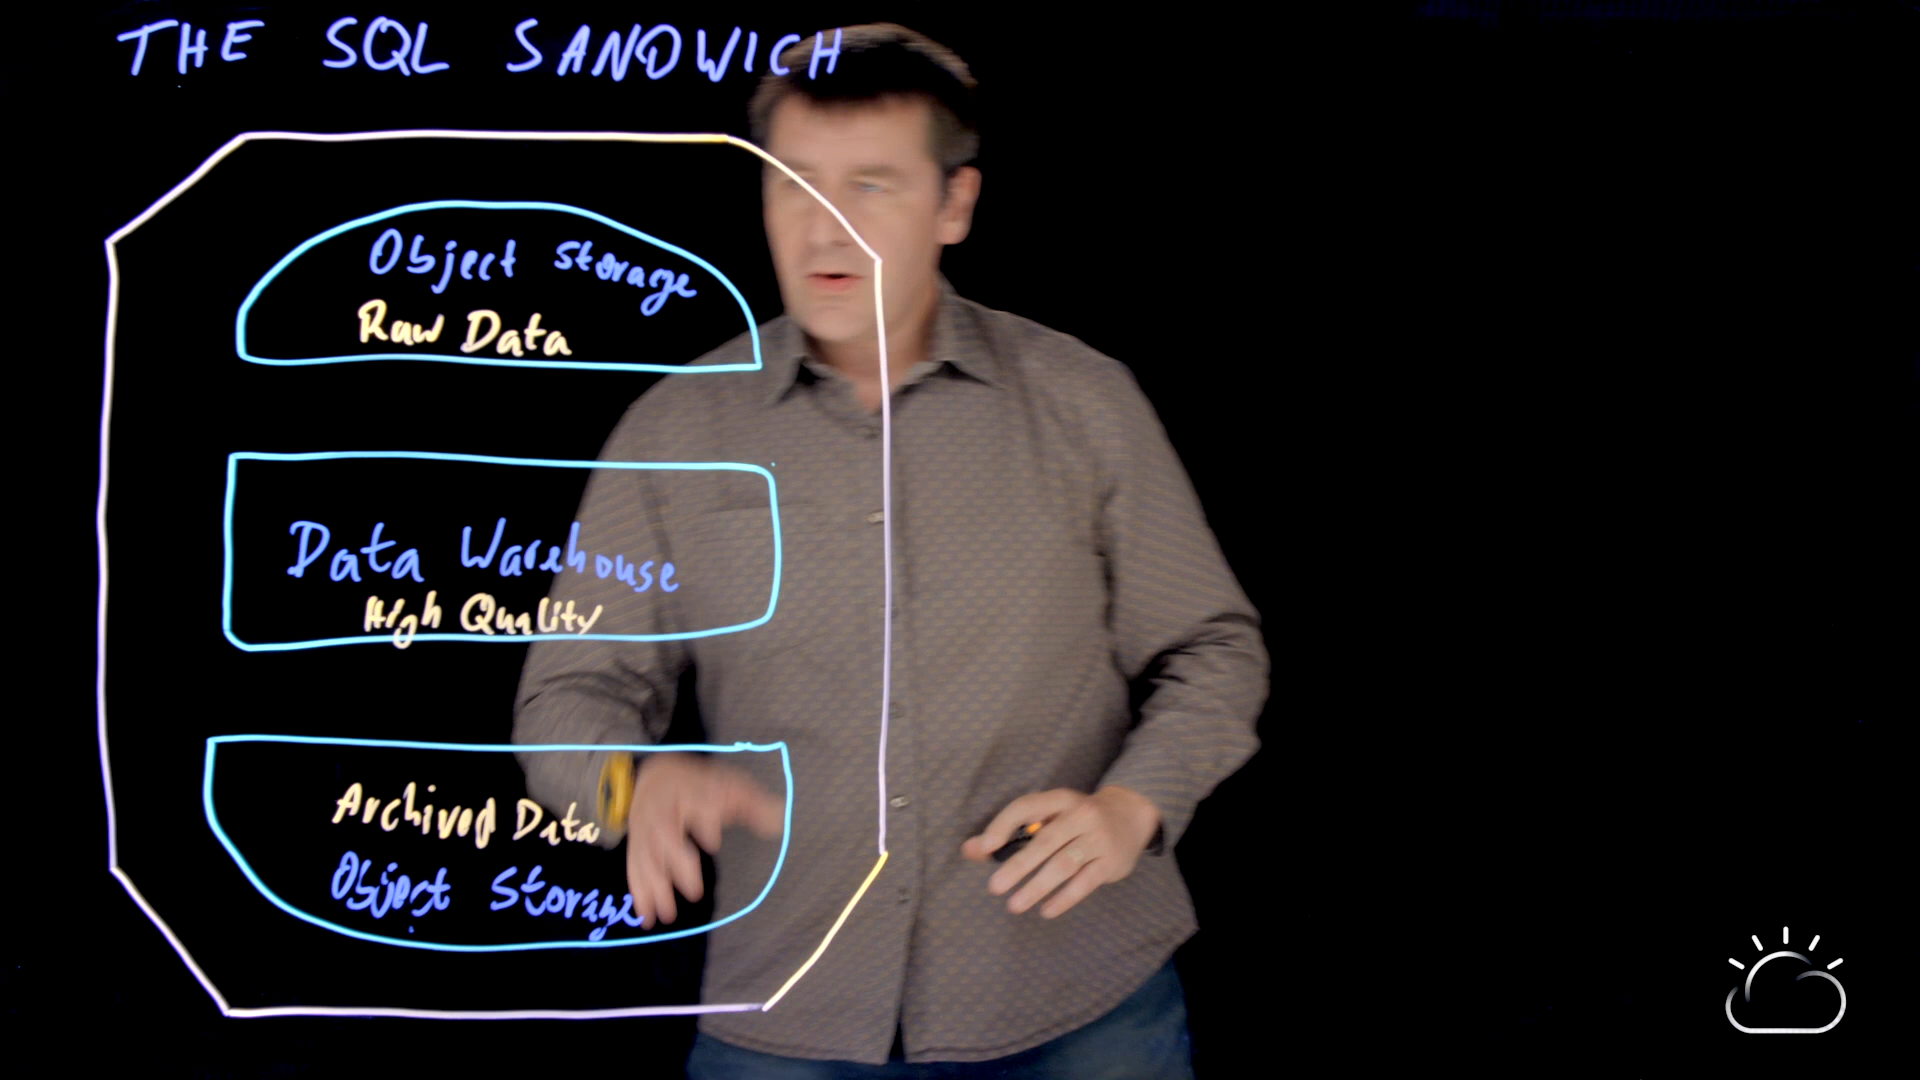 THE SQL SANDWICH
Object Storage
Raw Data
Data Warehouse
High Quality
Archived Data
Object Storage